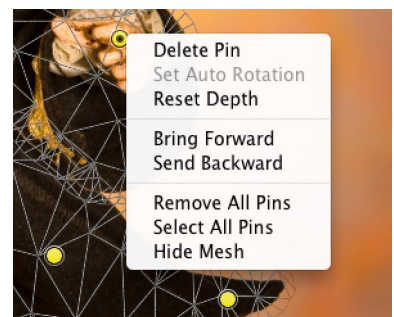 Delete Pin
Set Auto Rotation
Reset Depth
Bring Forward
Send Backward
Remove All Pins
Select All Pins
Hide Mesh